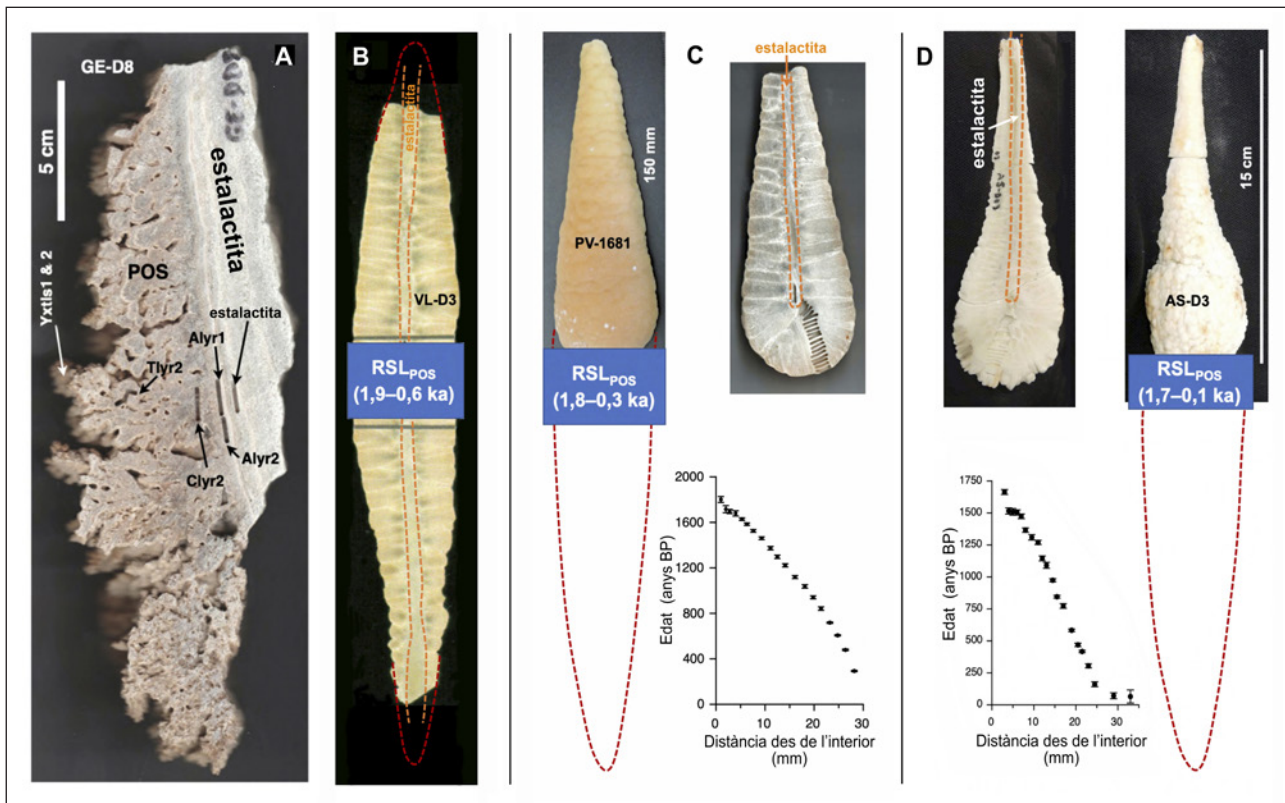 GE-D8
A
5 cm
estalactita
POS
Yxtls1 & 2
Tlyr2
Alyr1
estalactita
Alyr2
Clyr2
B
estalactita
VL-D3
RSLPOS
(1,9–0,6 ka)
C
estalactita
150 mm
PV-1681
RSLPOS
(1,8–0,3 ka)
Edat (anys BP)
2000
1600
1200
800
400
0
0 10 20 30
Distància des de l'interior
(mm)
D
estalactita
15 cm
AS-D3
RSLPOS
(1,7–0,1 ka)
Edat (anys BP)
1750
1500
1250
1000
750
500
250
0
0 10 20 30 40
Distància des de l'interior
(mm)